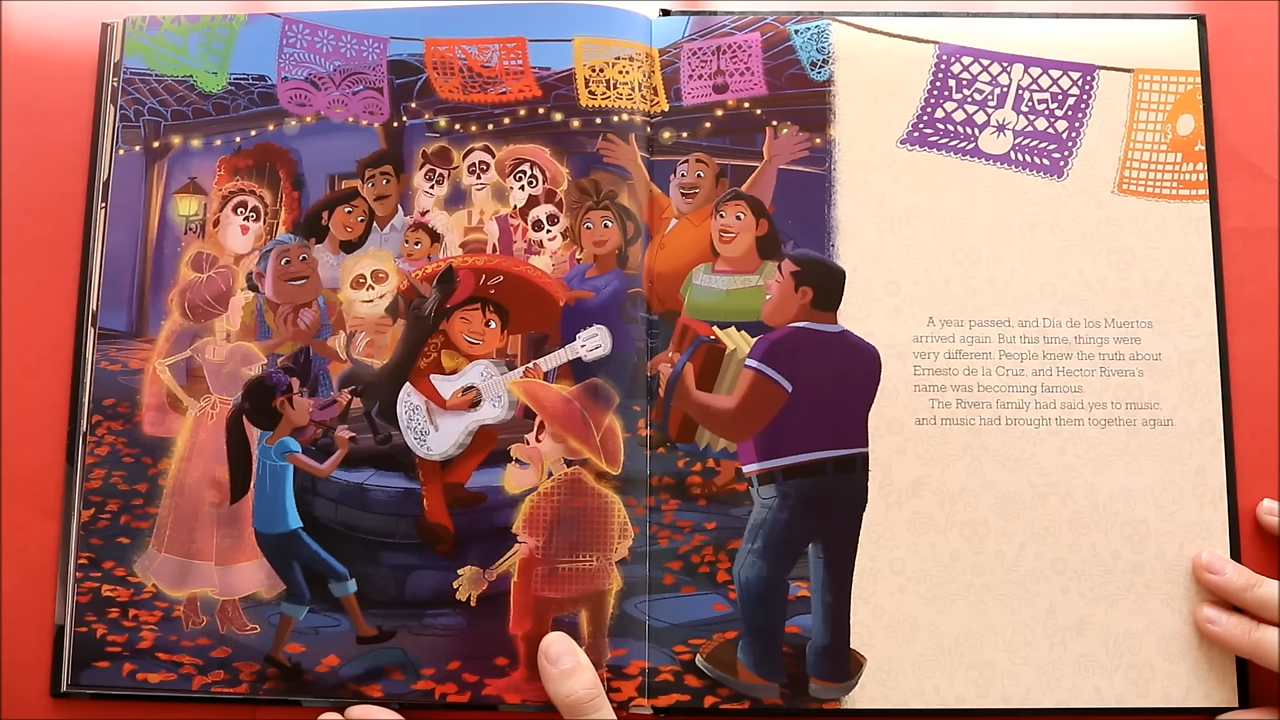 A year passed, and Día de los Muertos
arrived again. But this time, things were
very different. People knew the truth about
Ernesto de la Cruz, and Hector Rivera's
name was becoming famous.
The Rivera family had said yes to music,
and music had brought them together again